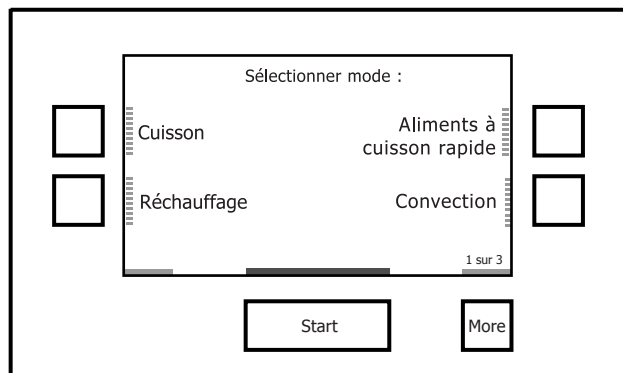 Sélectionner mode :
Cuisson
Aliments à
cuisson rapide
Réchauffage
Convection
1 sur 3
Start
More